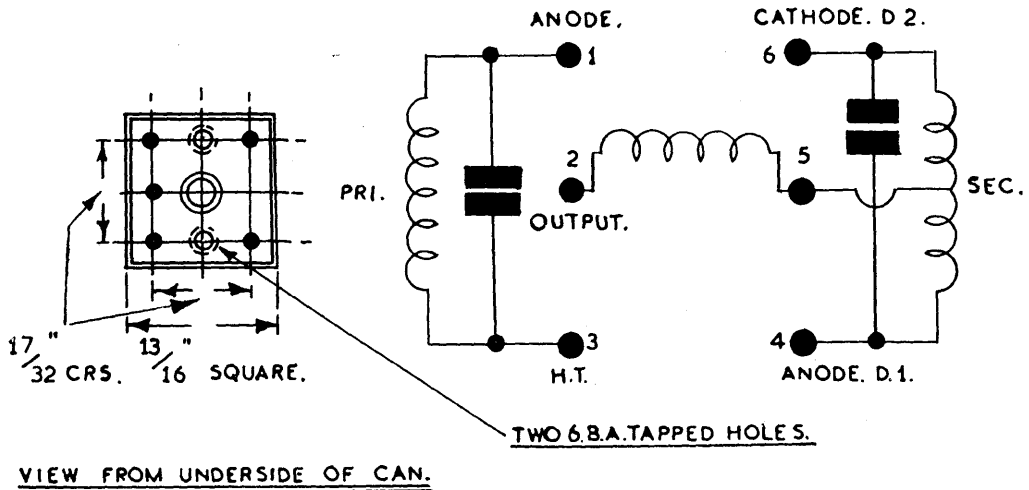 ANODE.
CATHODE. D 2.
1
6
2
5
PRI.
SEC.
OUTPUT.
3
4
17/32" CRS.
13/16" SQUARE.
H.T.
ANODE. D.1.
TWO 6.B.A. TAPPED HOLES.
VIEW FROM UNDERSIDE OF CAN.